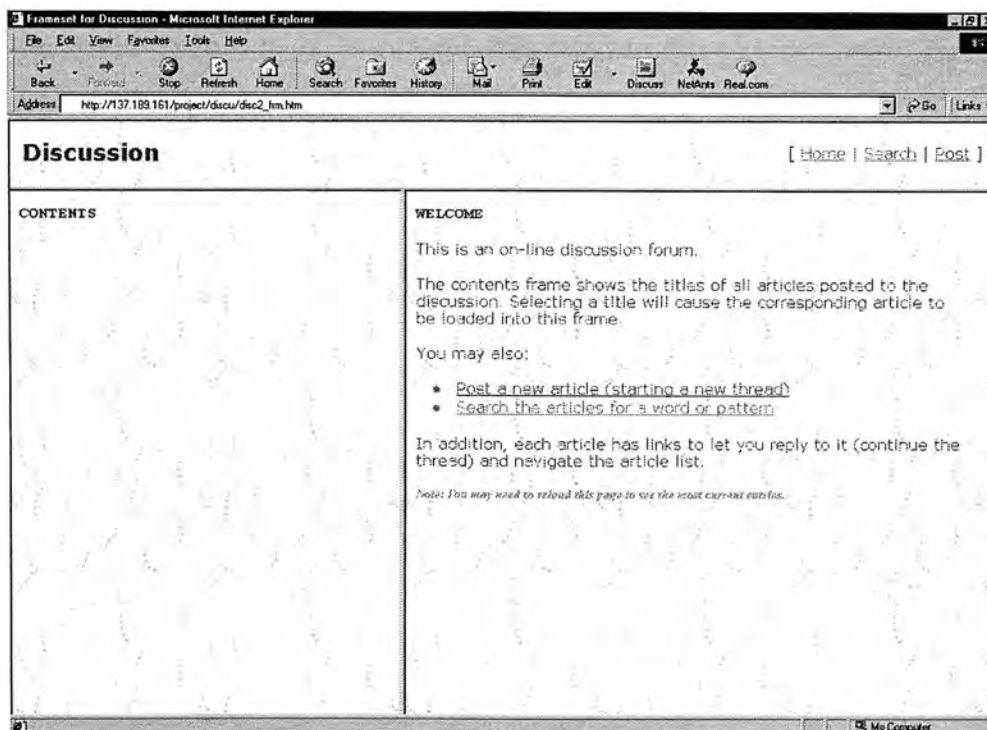 Frameset for Discussion - Microsoft Internet Explorer
File Edit View Favorites Tools Help
Back Forward Stop Refresh Home Search Favorites History Mail Print Edit Discuss NetAnts Real.com
Address http://137.189.161/project/discu/disc2_frm.htm Go Links
Discussion [ Home | Search | Post ]
CONTENTS
WELCOME
This is an on-line discussion forum.
The contents frame shows the titles of all articles posted to the
discussion. Selecting a title will cause the corresponding article to
be loaded into this frame.
You may also:
• Post a new article (starting a new thread)
• Search the articles for a word or pattern
In addition, each article has links to let you reply to it (continue the
thread) and navigate the article list.
Note: You may need to reload this page to see the most current entries.
My Computer